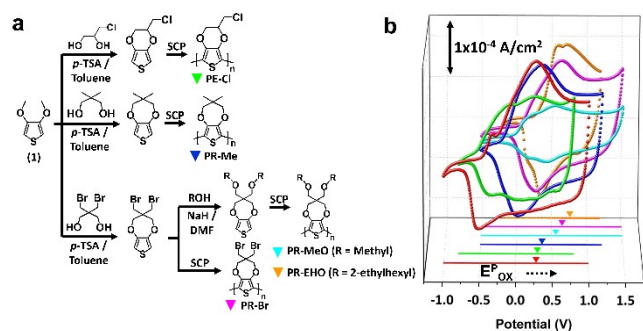 a
Cl
HO
OH
p-TSA /
Toluene
Cl
O
O
S
SCP
Cl
O
O
S
n
PE-Cl
O
O
S
(1)
HO
OH
p-TSA /
Toluene
O
O
S
SCP
O
O
S
n
PR-Me
Br
Br
HO
OH
p-TSA /
Toluene
Br
Br
O
O
S
ROH
NaH /
DMF
R
R
O
O
O
O
S
SCP
R
R
O
O
O
O
S
n
PR-MeO (R = Methyl)
PR-EHO (R = 2-ethylhexyl)
SCP
Br
Br
O
O
S
n
PR-Br
b
1x10⁻⁴ A/cm²
EᴾOX
-1.0 -0.5 0.0 0.5 1.0 1.5
Potential (V)